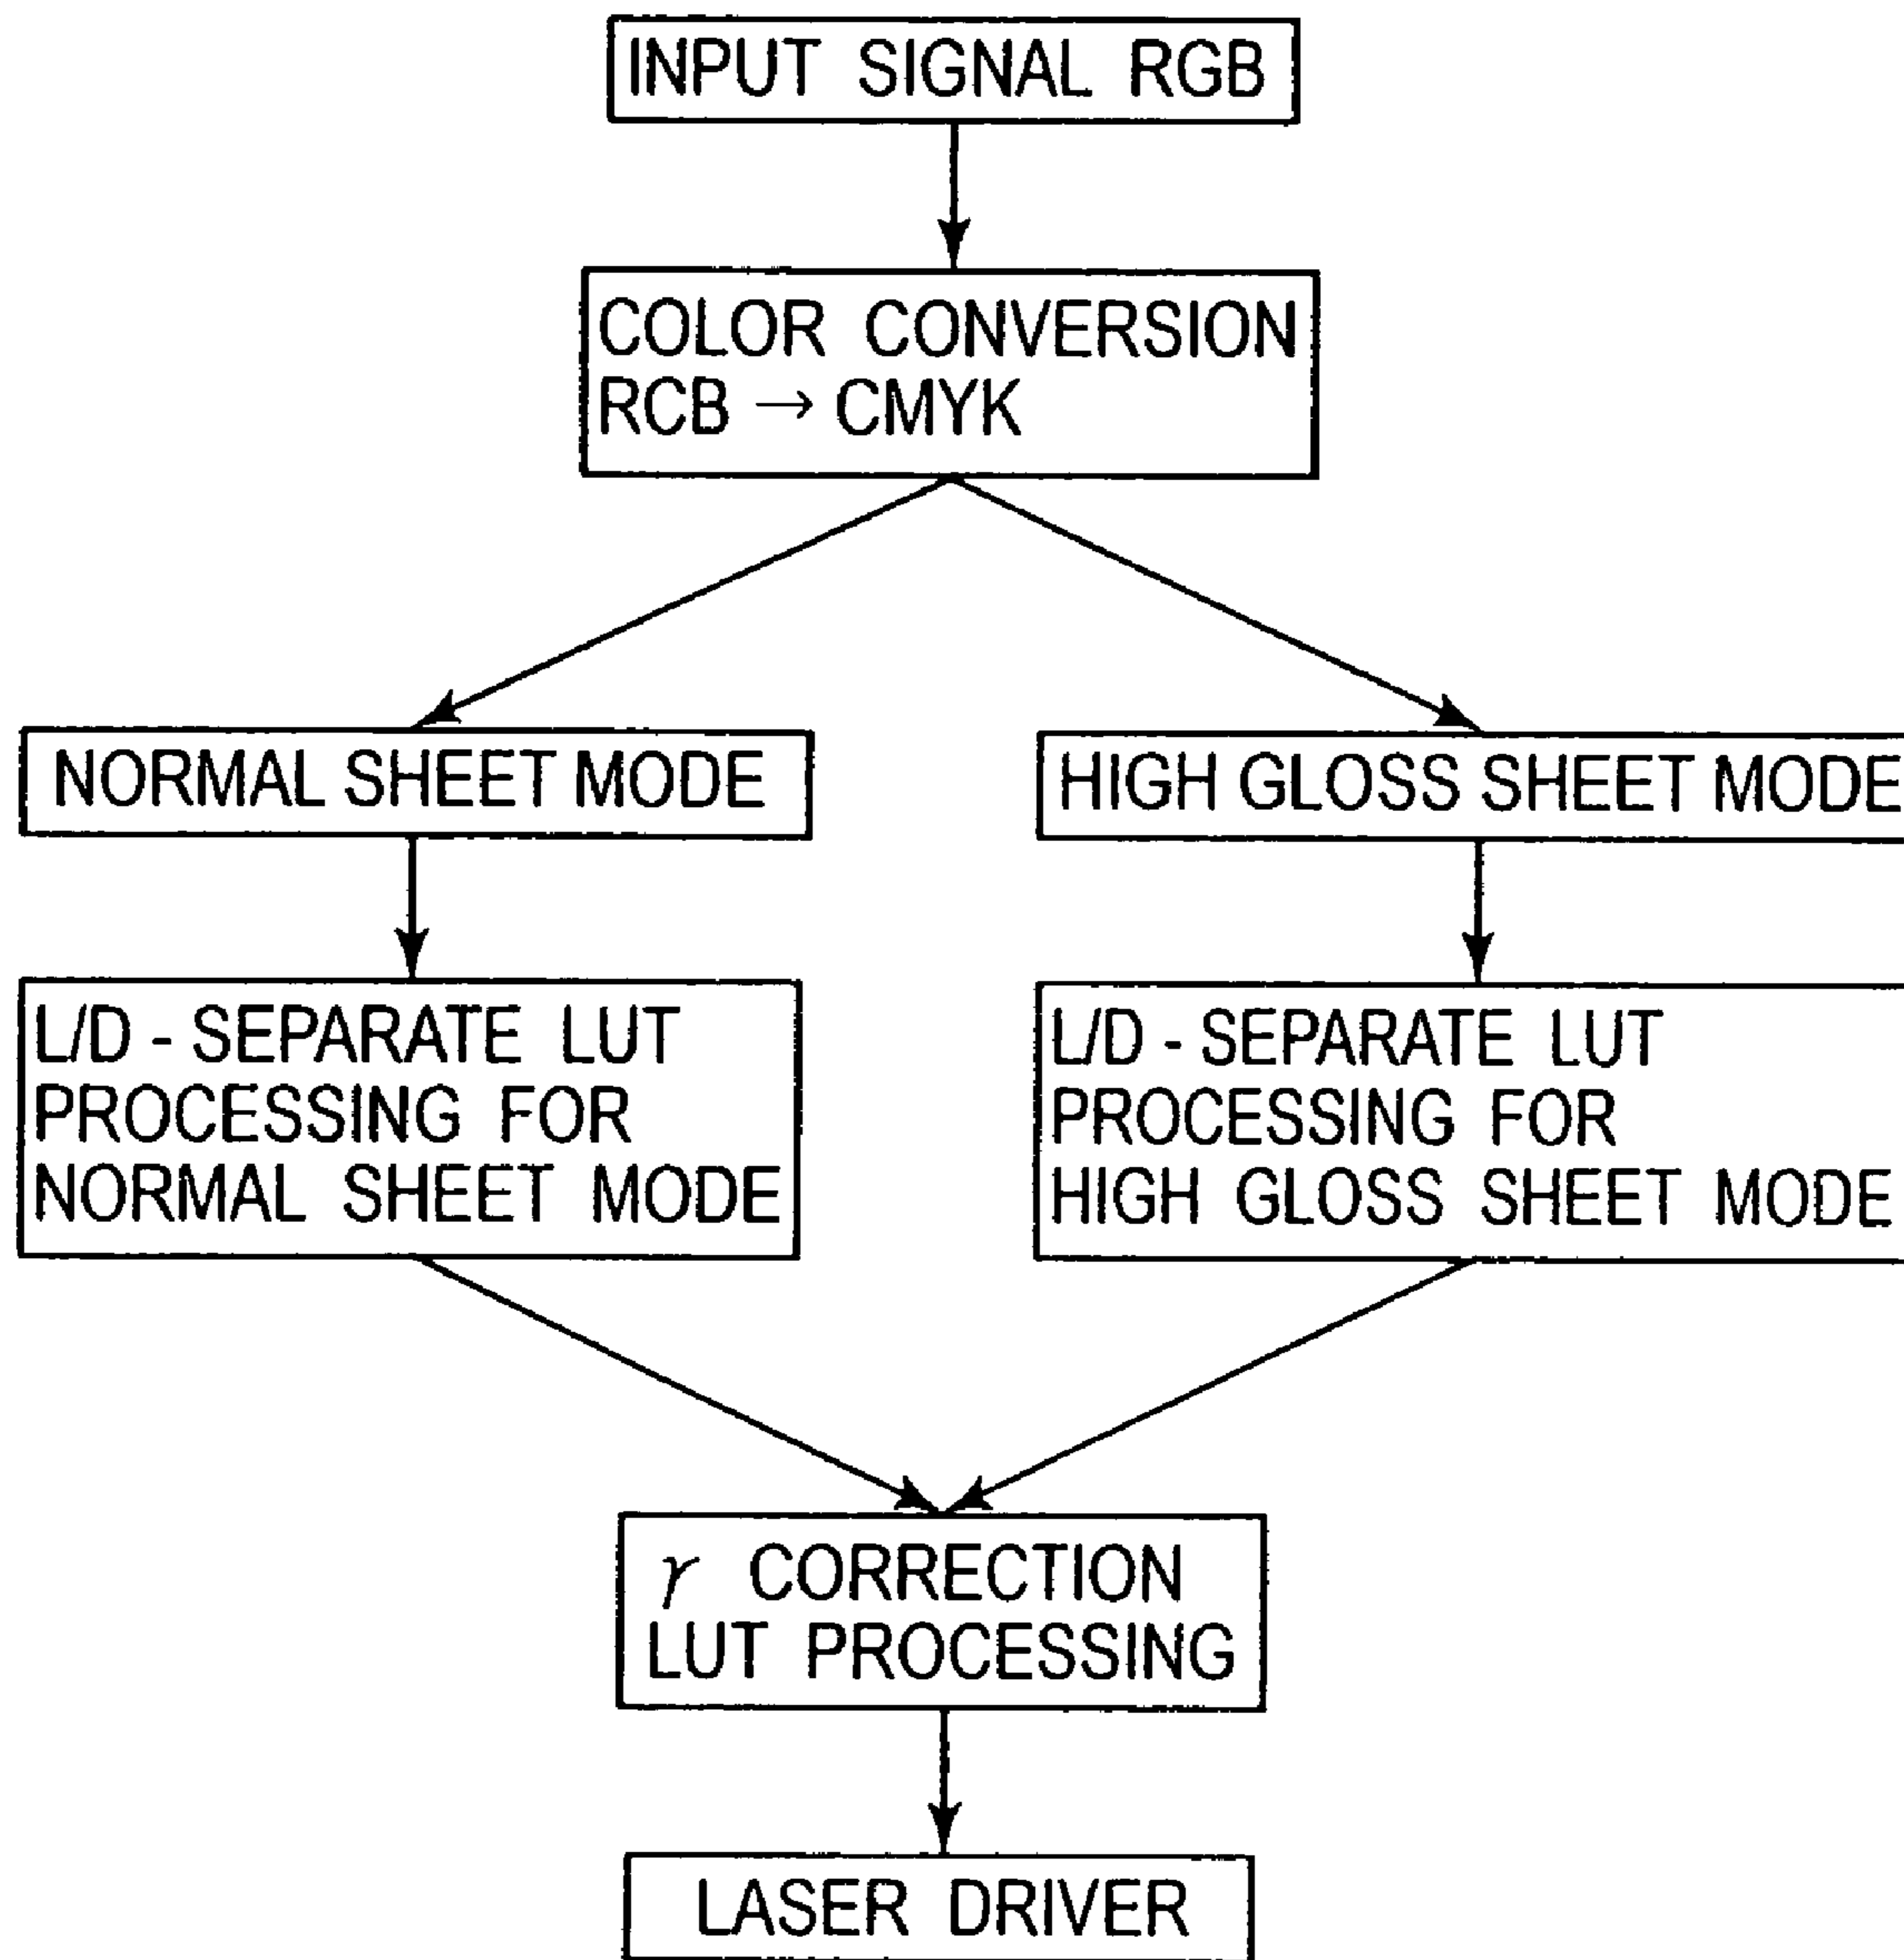 INPUT SIGNAL RGB
COLOR CONVERSION
RCB → CMYK
NORMAL SHEET MODE
HIGH GLOSS SHEET MODE
L/D - SEPARATE LUT
PROCESSING FOR
NORMAL SHEET MODE
L/D - SEPARATE LUT
PROCESSING FOR
HIGH GLOSS SHEET MODE
γ CORRECTION
LUT PROCESSING
LASER DRIVER